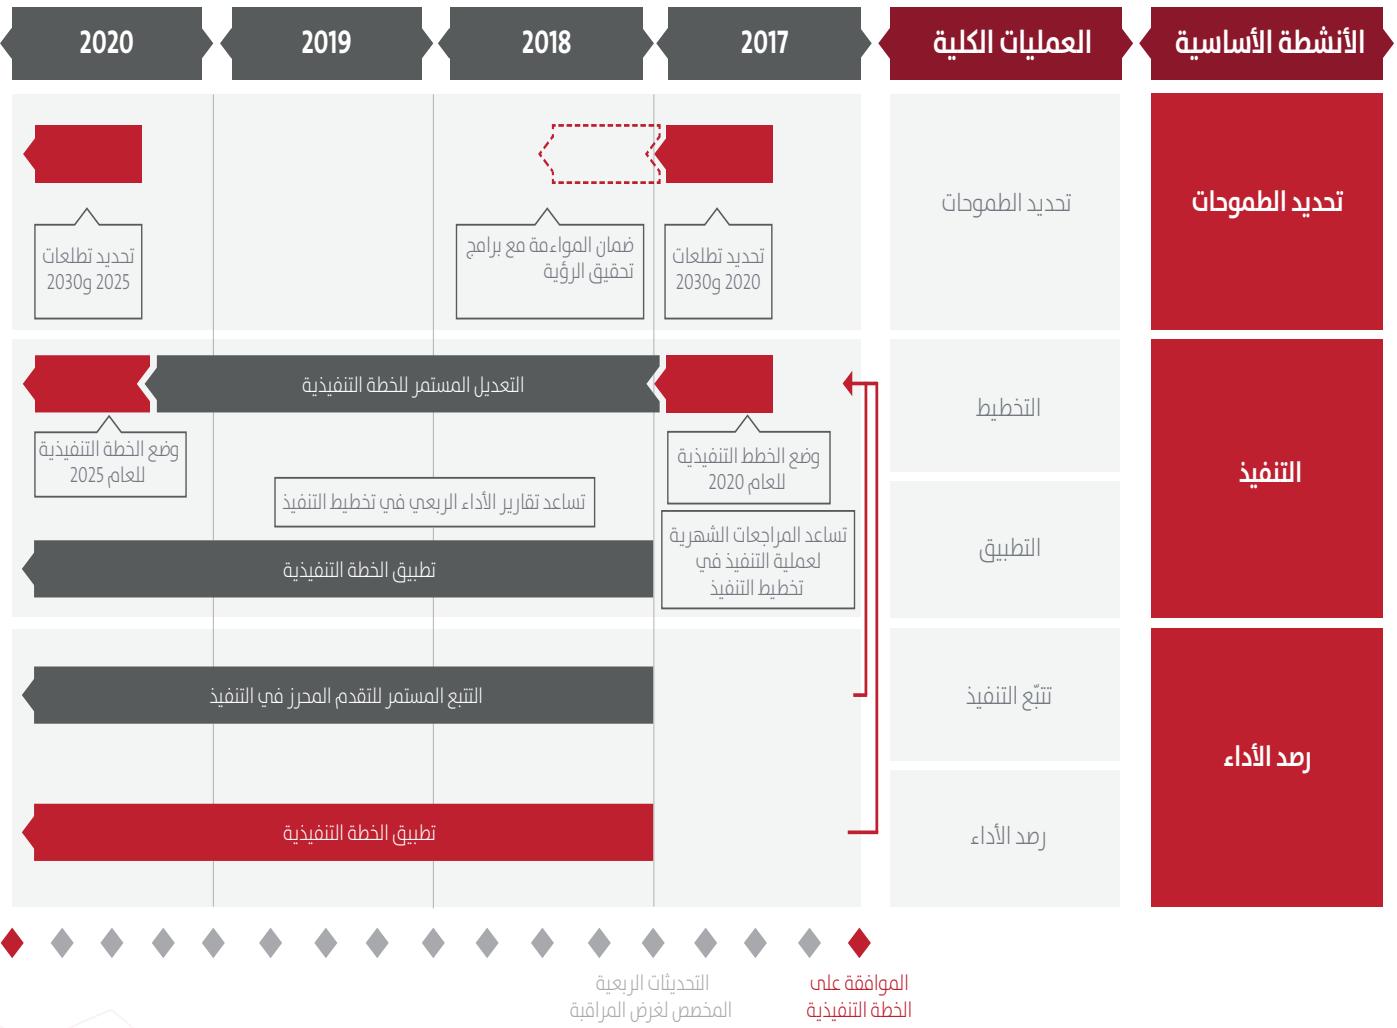 الأنشطة الأساسية
العمليات الكلية
2017
2018
2019
2020
تحديد الطموحات
تحديد الطموحات
تحديد تطلعات
2020 و2030
ضمان المواءمة مع برامج
تحقيق الرؤية
تحديد تطلعات
2025 و2030
التنفيذ
التخطيط
التعديل المستمر للخطة التنفيذية
وضع الخطط التنفيذية
للعام 2020
وضع الخطة التنفيذية
للعام 2025
تساعد تقارير الأداء الربعي في تخطيط التنفيذ
التطبيق
تساعد المراجعات الشهرية
لعملية التنفيذ في
تخطيط التنفيذ
تطبيق الخطة التنفيذية
رصد الأداء
تتبّع التنفيذ
التتبع المستمر للتقدم المحرز في التنفيذ
رصد الأداء
تطبيق الخطة التنفيذية
الموافقة على
الخطة التنفيذية
التحديثات الربعية
المخصص لغرض المراقبة